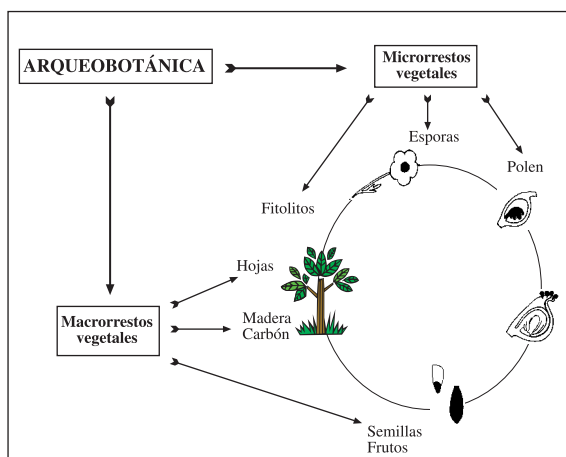 ARQUEOBOTÁNICA
Microrrestos
vegetales
Esporas
Polen
Fitolitos
Hojas
Madera
Carbón
Macrorrestos
vegetales
Semillas
Frutos